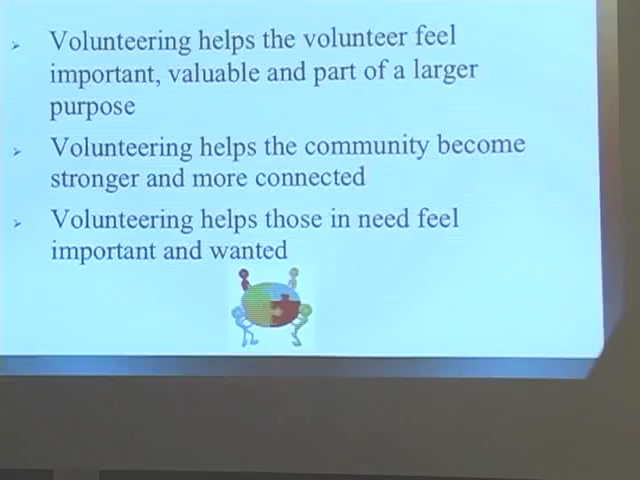 Volunteering helps the volunteer feel
important, valuable and part of a larger
purpose
Volunteering helps the community become
stronger and more connected
Volunteering helps those in need feel
important and wanted